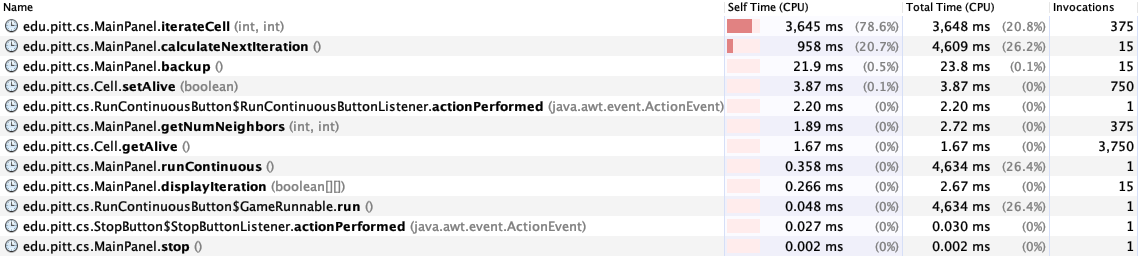 Name Self Time (CPU) Total Time (CPU) Invocations
edu.pitt.cs.MainPanel.iterateCell (int, int) 3,645 ms (78.6%) 3,648 ms (20.8%) 375
edu.pitt.cs.MainPanel.calculateNextIteration () 958 ms (20.7%) 4,609 ms (26.2%) 15
edu.pitt.cs.MainPanel.backup () 21.9 ms (0.5%) 23.8 ms (0.1%) 15
edu.pitt.cs.Cell.setAlive (boolean) 3.87 ms (0.1%) 3.87 ms (0%) 750
edu.pitt.cs.RunContinuousButton$RunContinuousButtonListener.actionPerformed (java.awt.event.ActionEvent) 2.20 ms (0%) 2.20 ms (0%) 1
edu.pitt.cs.MainPanel.getNumNeighbors (int, int) 1.89 ms (0%) 2.72 ms (0%) 375
edu.pitt.cs.Cell.getAlive () 1.67 ms (0%) 1.67 ms (0%) 3,750
edu.pitt.cs.MainPanel.runContinuous () 0.358 ms (0%) 4,634 ms (26.4%) 1
edu.pitt.cs.MainPanel.displayIteration (boolean[][]) 0.266 ms (0%) 2.67 ms (0%) 15
edu.pitt.cs.RunContinuousButton$GameRunnable.run () 0.048 ms (0%) 4,634 ms (26.4%) 1
edu.pitt.cs.StopButton$StopButtonListener.actionPerformed (java.awt.event.ActionEvent) 0.027 ms (0%) 0.030 ms (0%) 1
edu.pitt.cs.MainPanel.stop () 0.002 ms (0%) 0.002 ms (0%) 1